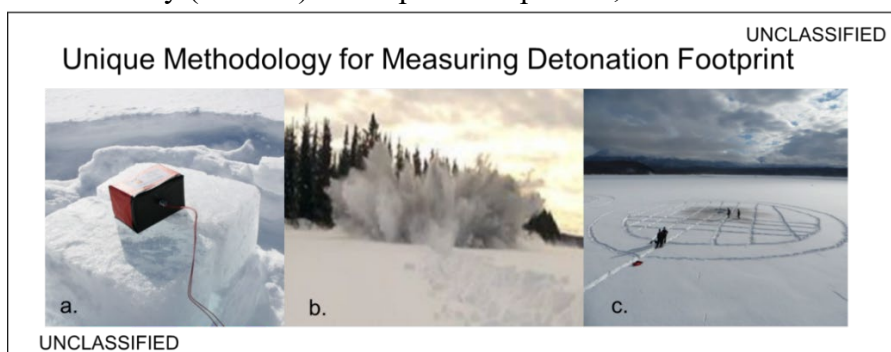 UNCLASSIFIED
Unique Methodology for Measuring Detonation Footprint
a.
b.
c.
UNCLASSIFIED